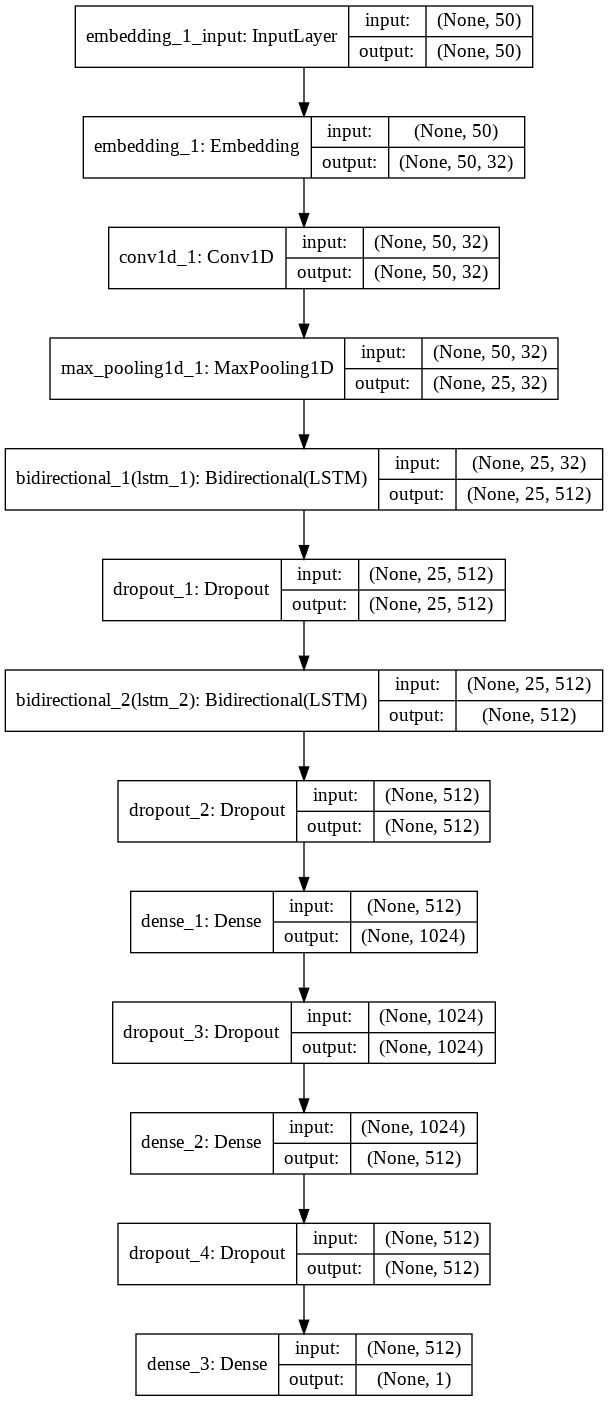 embedding_1_input: InputLayer input: (None, 50)
output: (None, 50)
embedding_1: Embedding input: (None, 50)
output: (None, 50, 32)
conv1d_1: Conv1D input: (None, 50, 32)
output: (None, 50, 32)
max_pooling1d_1: MaxPooling1D input: (None, 50, 32)
output: (None, 25, 32)
bidirectional_1(lstm_1): Bidirectional(LSTM) input: (None, 25, 32)
output: (None, 25, 512)
dropout_1: Dropout input: (None, 25, 512)
output: (None, 25, 512)
bidirectional_2(lstm_2): Bidirectional(LSTM) input: (None, 25, 512)
output: (None, 512)
dropout_2: Dropout input: (None, 512)
output: (None, 512)
dense_1: Dense input: (None, 512)
output: (None, 1024)
dropout_3: Dropout input: (None, 1024)
output: (None, 1024)
dense_2: Dense input: (None, 1024)
output: (None, 512)
dropout_4: Dropout input: (None, 512)
output: (None, 512)
dense_3: Dense input: (None, 512)
output: (None, 1)